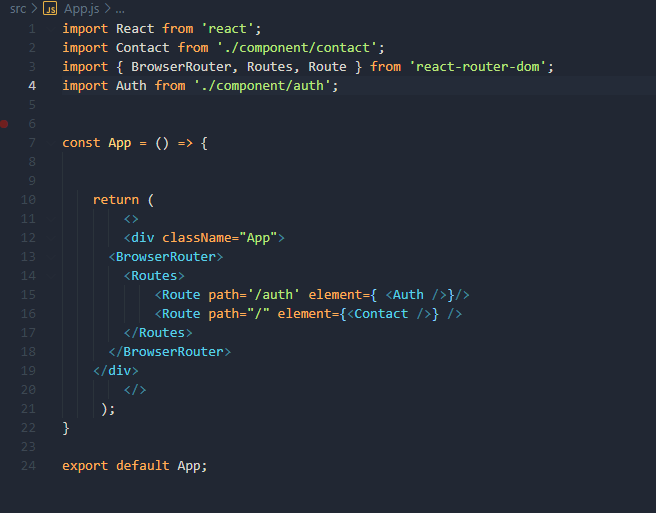 src > JS App.js > ...
1 import React from 'react';
2 import Contact from './component/contact';
3 import { BrowserRouter, Routes, Route } from 'react-router-dom';
4 import Auth from './component/auth';
5
6
7 const App = () => {
8
9
10 return (
11 <>
12 <div className="App">
13 <BrowserRouter>
14 <Routes>
15 <Route path='/auth' element={ <Auth />}/>
16 <Route path="/" element={<Contact />} />
17 </Routes>
18 </BrowserRouter>
19 </div>
20 </>
21 );
22 }
23
24 export default App;